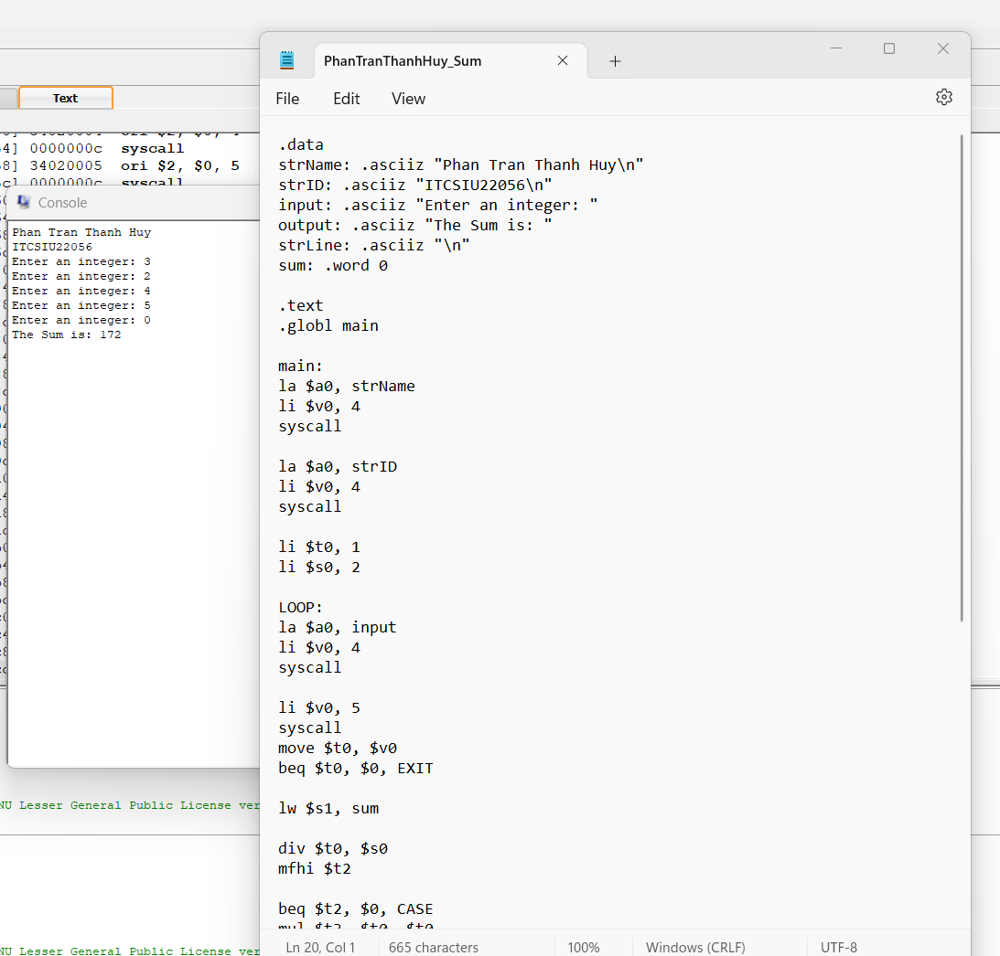 PhanTranThanhHuy_Sum
File Edit View
Text
4] 0000000c syscall
8] 34020005 ori $2, $0, 5
c] 0000000c syscall
Console
Phan Tran Thanh Huy
ITCSIU22056
Enter an integer: 3
Enter an integer: 2
Enter an integer: 4
Enter an integer: 5
Enter an integer: 0
The Sum is: 172
NU Lesser General Public License ver
NU Lesser General Public License ver
.data
strName: .asciiz "Phan Tran Thanh Huy\n"
strID: .asciiz "ITCSIU22056\n"
input: .asciiz "Enter an integer: "
output: .asciiz "The Sum is: "
strLine: .asciiz "\n"
sum: .word 0
.text
.globl main
main:
la $a0, strName
li $v0, 4
syscall
la $a0, strID
li $v0, 4
syscall
li $t0, 1
li $s0, 2
LOOP:
la $a0, input
li $v0, 4
syscall
li $v0, 5
syscall
move $t0, $v0
beq $t0, $0, EXIT
lw $s1, sum
div $t0, $s0
mfhi $t2
beq $t2, $0, CASE
mul $t3, $t0, $t0
Ln 20, Col 1 665 characters 100% Windows (CRLF) UTF-8